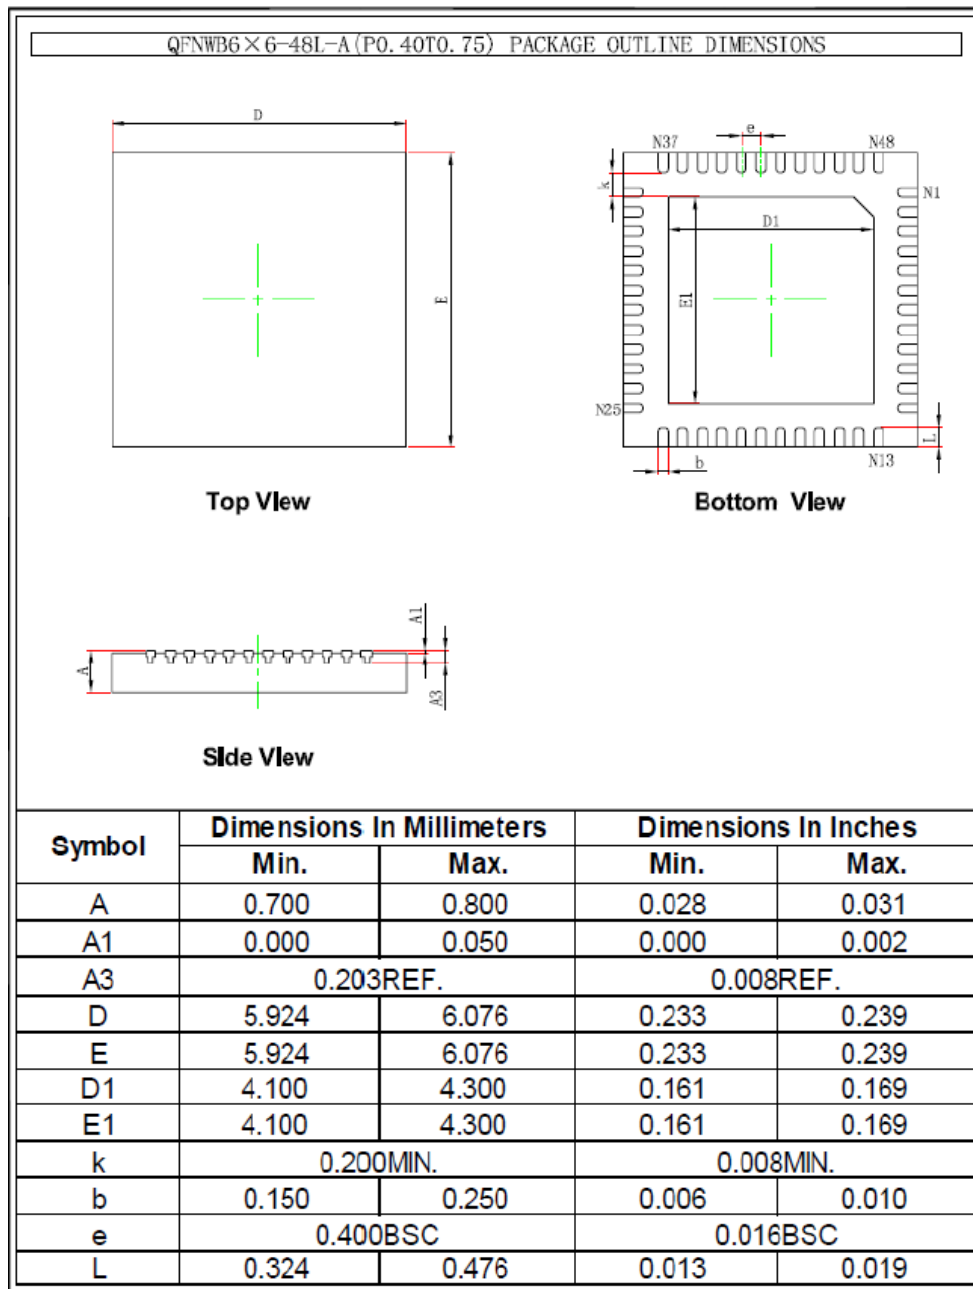 QFNWB6×6-48L-A(P0.40T0.75) PACKAGE OUTLINE DIMENSIONS
D
E
e
N37
N48
k
N1
D1
E1
N25
L
b
N13
Top View
Bottom View
A1
A
A3
Side View
Symbol
Dimensions In Millimeters
Dimensions In Inches
Min. Max. Min. Max.
A 0.700 0.800 0.028 0.031
A1 0.000 0.050 0.000 0.002
A3 0.203REF. 0.008REF.
D 5.924 6.076 0.233 0.239
E 5.924 6.076 0.233 0.239
D1 4.100 4.300 0.161 0.169
E1 4.100 4.300 0.161 0.169
k 0.200MIN. 0.008MIN.
b 0.150 0.250 0.006 0.010
e 0.400BSC 0.016BSC
L 0.324 0.476 0.013 0.019